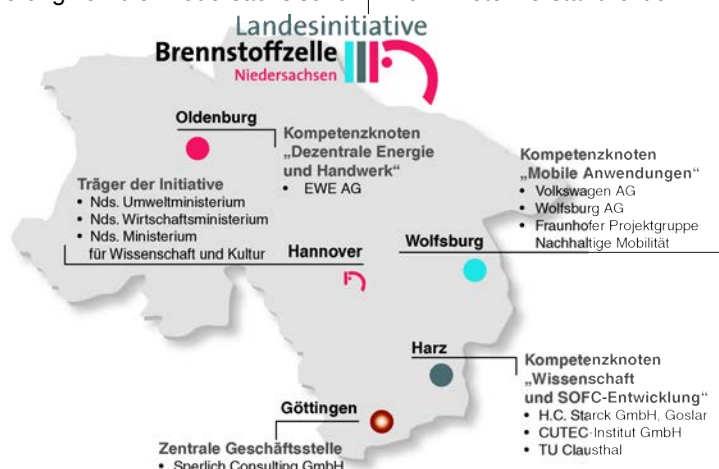 Landesinitiative
Brennstoffzelle
Niedersachsen
Oldenburg
Kompetenzknoten
„Dezentrale Energie
und Handwerk“
• EWE AG
Träger der Initiative
• Nds. Umweltministerium
• Nds. Wirtschaftsministerium
• Nds. Ministerium
für Wissenschaft und Kultur
Hannover
Kompetenzknoten
„Mobile Anwendungen“
• Volkswagen AG
• Wolfsburg AG
• Fraunhofer Projektgruppe
Nachhaltige Mobilität
Wolfsburg
Harz
Kompetenzknoten
„Wissenschaft
und SOFC-Entwicklung“
• H.C. Starck GmbH, Goslar
• CUTEC-Institut GmbH
• TU Clausthal
Göttingen
Zentrale Geschäftsstelle
• Sperlich Consulting GmbH